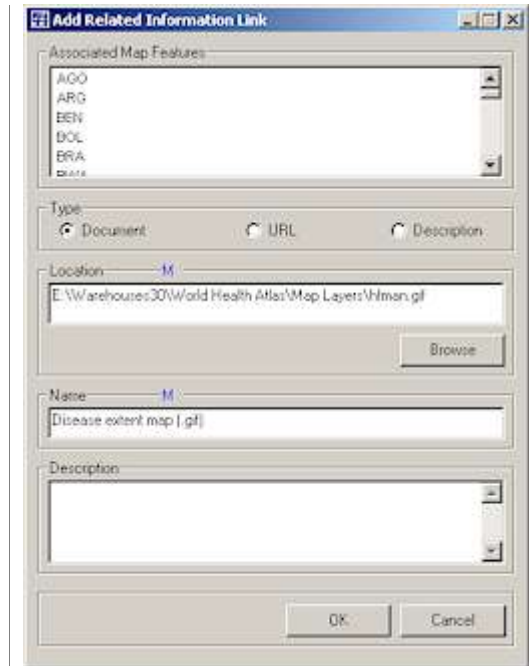 Add Related Information Link
Associated Map Features
AGO
ARG
BEN
BOL
BRA
Type
Document URL Description
Location M
E:\Warehouses30\World Health Atlas\Map Layers\hlman.gif
Browse
Name M
Disease extent map (.gif)
Description
OK Cancel